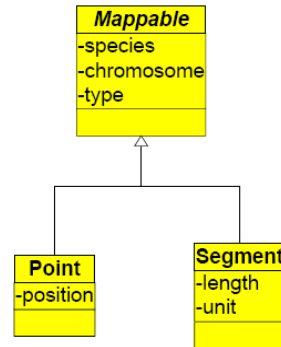 Mappable
-species
-chromosome
-type
Point
-position
Segment
-length
-unit